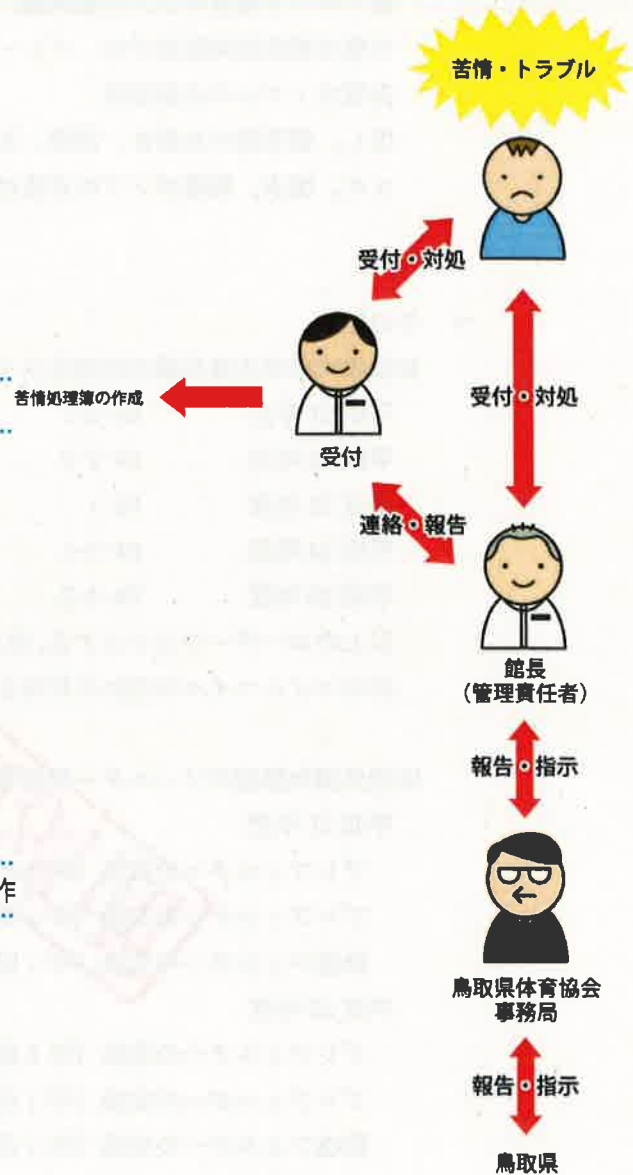 苦情・トラブル
受付・対処
苦情処理簿の作成
受付
受付・対処
連絡・報告
館長
(管理責任者)
報告・指示
作
鳥取県体育協会
事務局
報告・指示
鳥取県